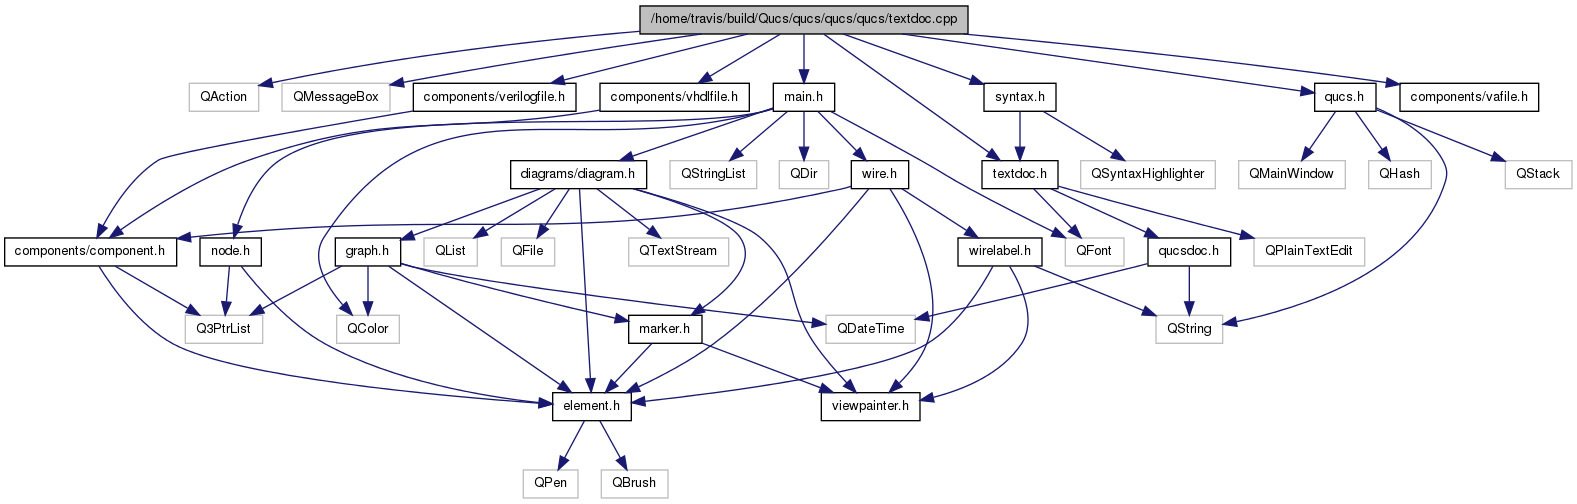 /home/travis/build/Qucs/qucs/qucs/qucs/textdoc.cpp
QAction
QMessageBox
components/verilogfile.h
components/vhdlfile.h
main.h
syntax.h
qucs.h
components/vafile.h
diagrams/diagram.h
QStringList
QDir
wire.h
textdoc.h
QSyntaxHighlighter
QMainWindow
QHash
QStack
components/component.h
node.h
graph.h
QList
QFile
QTextStream
wirelabel.h
QFont
qucsdoc.h
QPlainTextEdit
Q3PtrList
QColor
marker.h
QDateTime
QString
element.h
viewpainter.h
QPen
QBrush